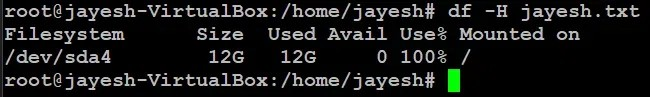 root@jayesh-VirtualBox:/home/jayesh# df -H jayesh.txt
Filesystem      Size  Used Avail Use% Mounted on
/dev/sda4        12G   12G     0 100% /
root@jayesh-VirtualBox:/home/jayesh#